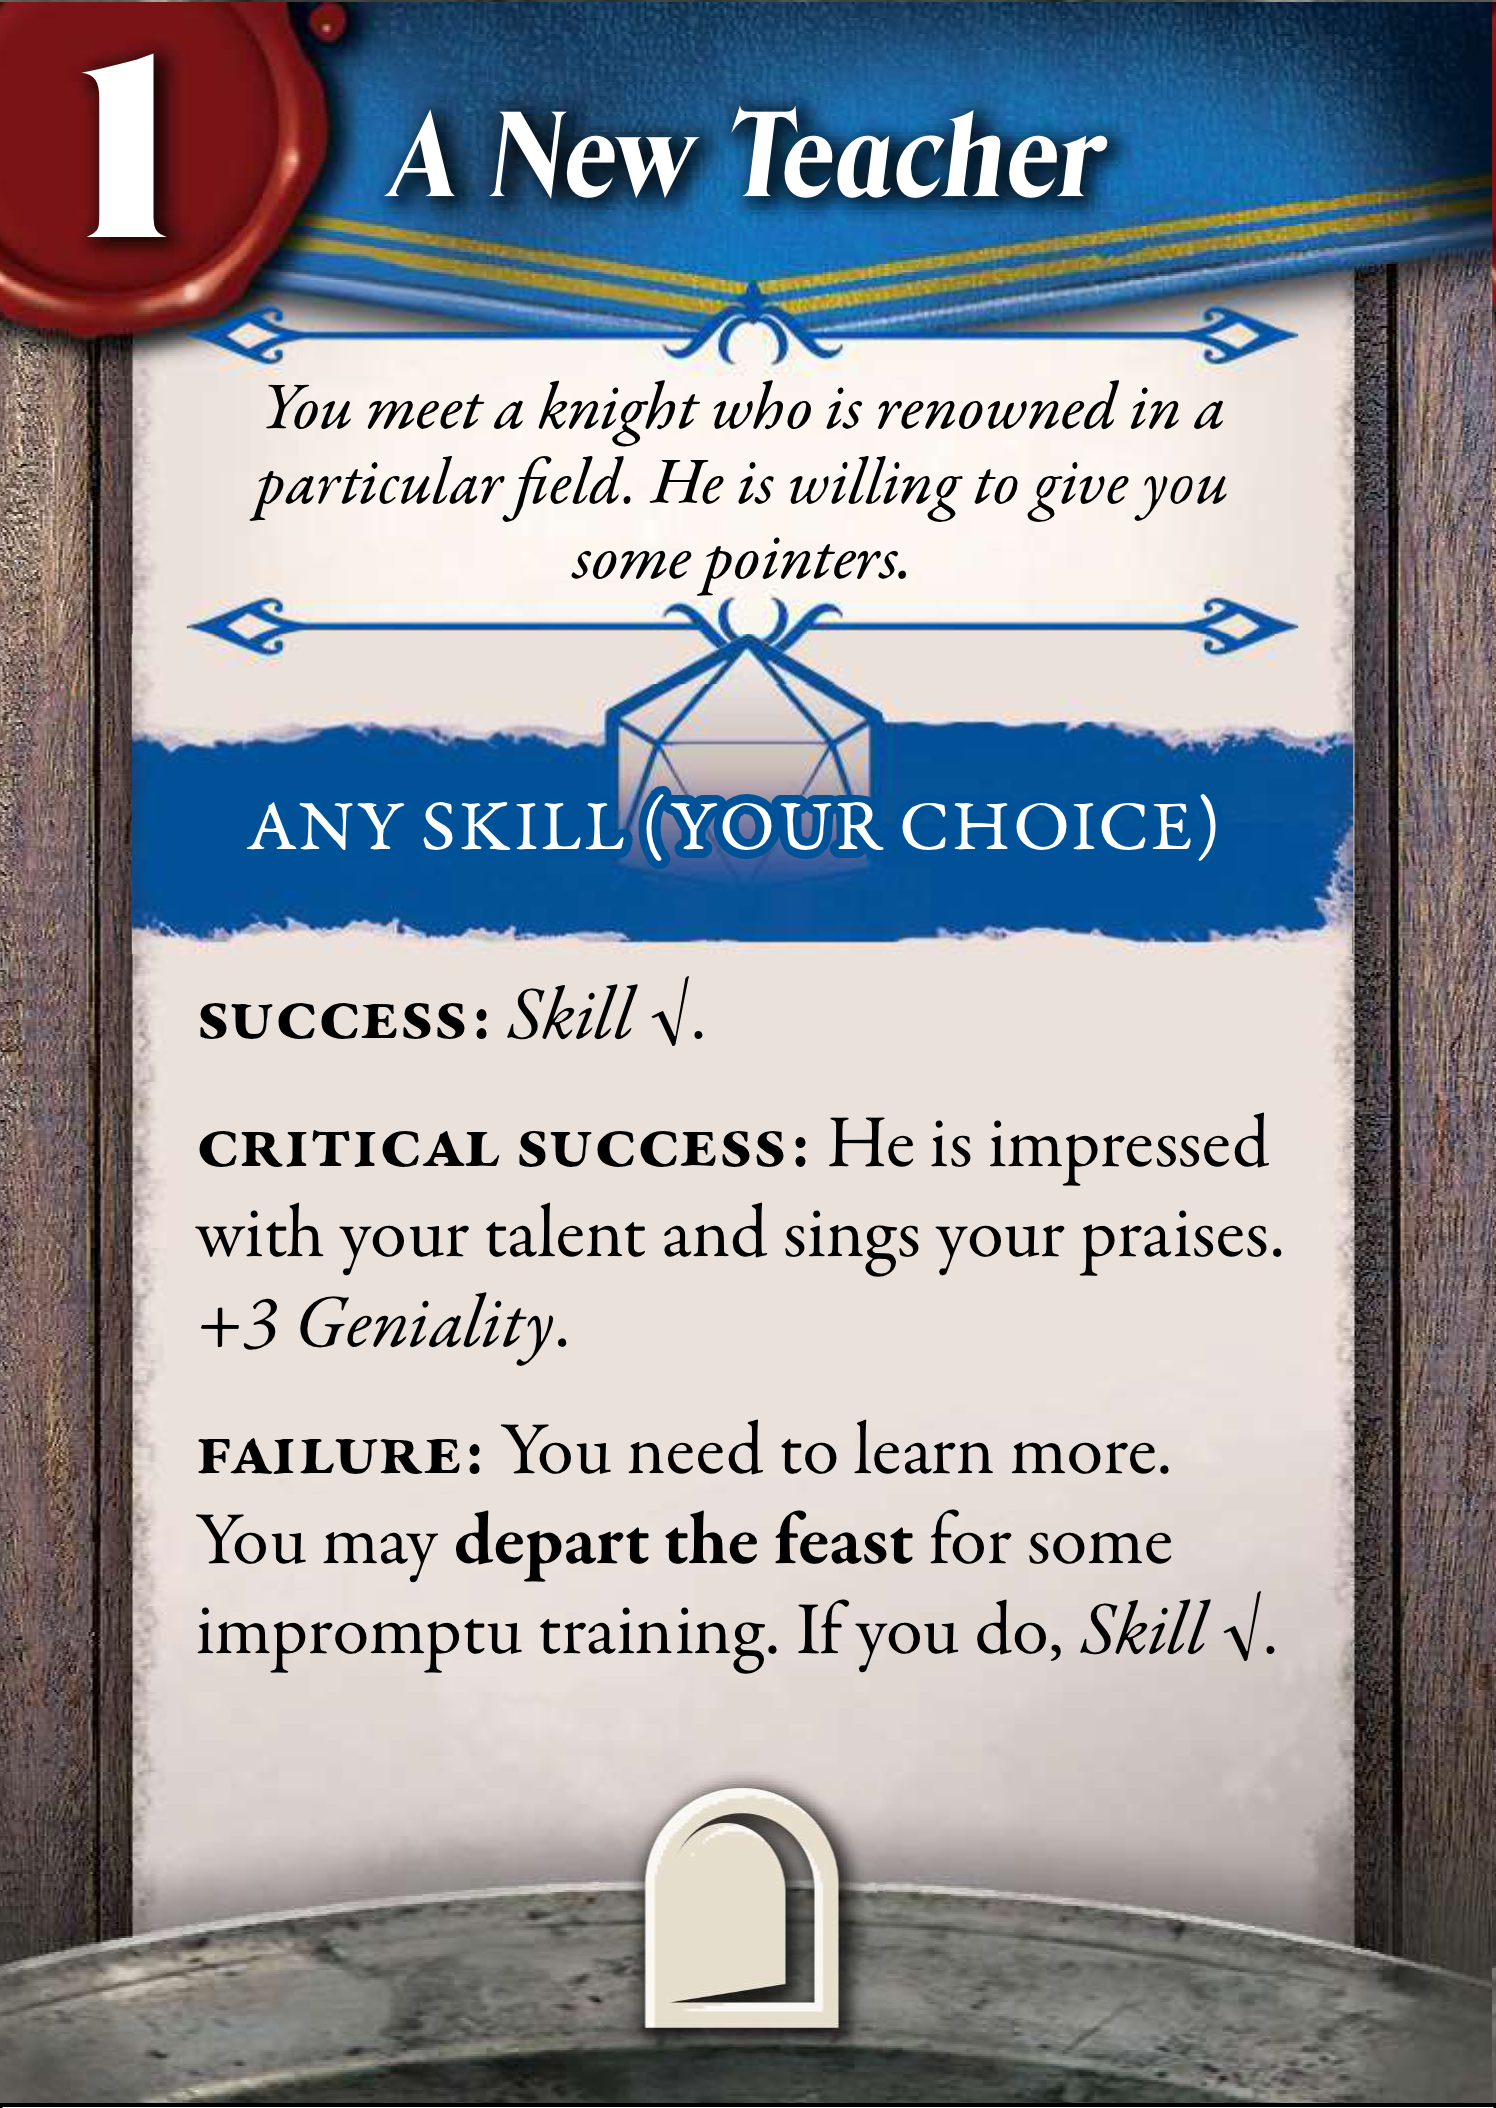 1
A New Teacher
You meet a knight who is renowned in a
particular field. He is willing to give you
some pointers.
ANY SKILL (YOUR CHOICE)
SUCCESS: Skill √.
CRITICAL SUCCESS: He is impressed
with your talent and sings your praises.
+3 Geniality.
FAILURE: You need to learn more.
You may depart the feast for some
impromptu training. If you do, Skill √.